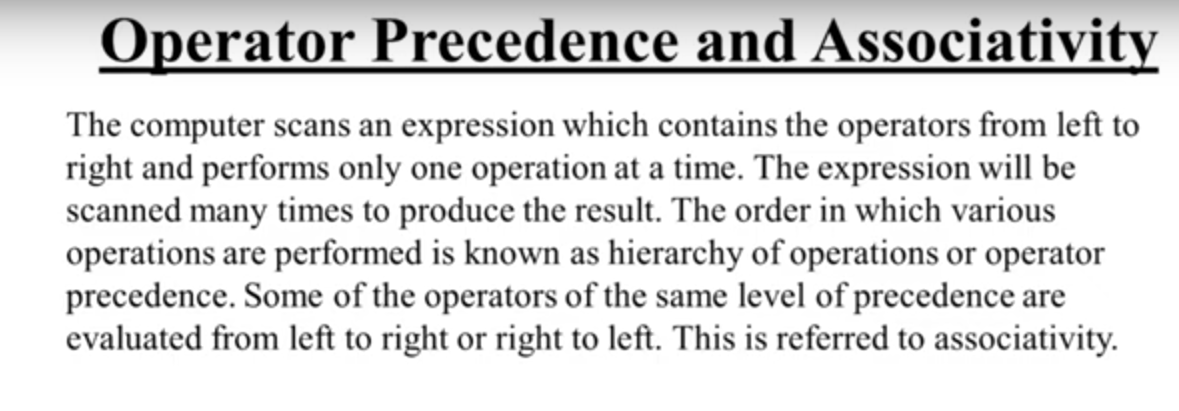 Operator Precedence and Associativity
The computer scans an expression which contains the operators from left to
right and performs only one operation at a time. The expression will be
scanned many times to produce the result. The order in which various
operations are performed is known as hierarchy of operations or operator
precedence. Some of the operators of the same level of precedence are
evaluated from left to right or right to left. This is referred to associativity.